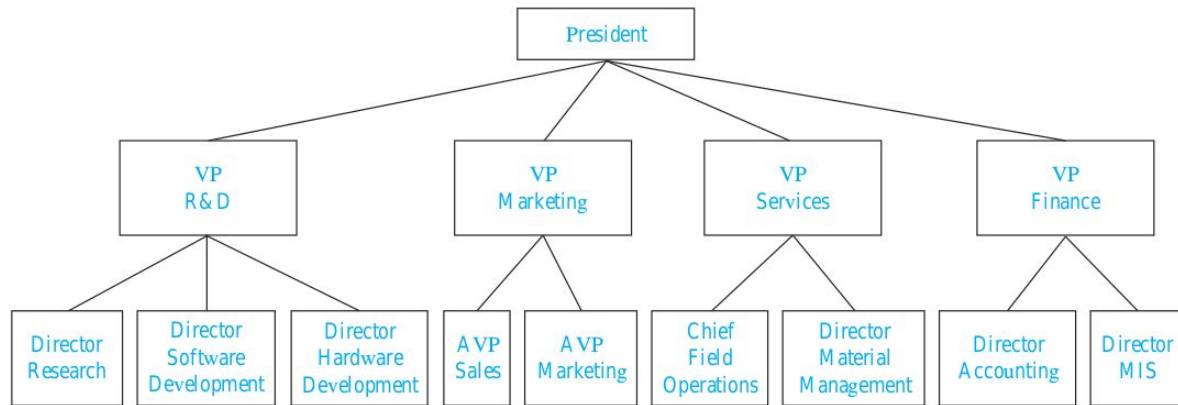 President
VP
R&D
VP
Marketing
VP
Services
VP
Finance
Director
Research
Director
Software
Development
Director
Hardware
Development
AVP
Sales
AVP
Marketing
Chief
Field
Operations
Director
Material
Management
Director
Accounting
Director
MIS